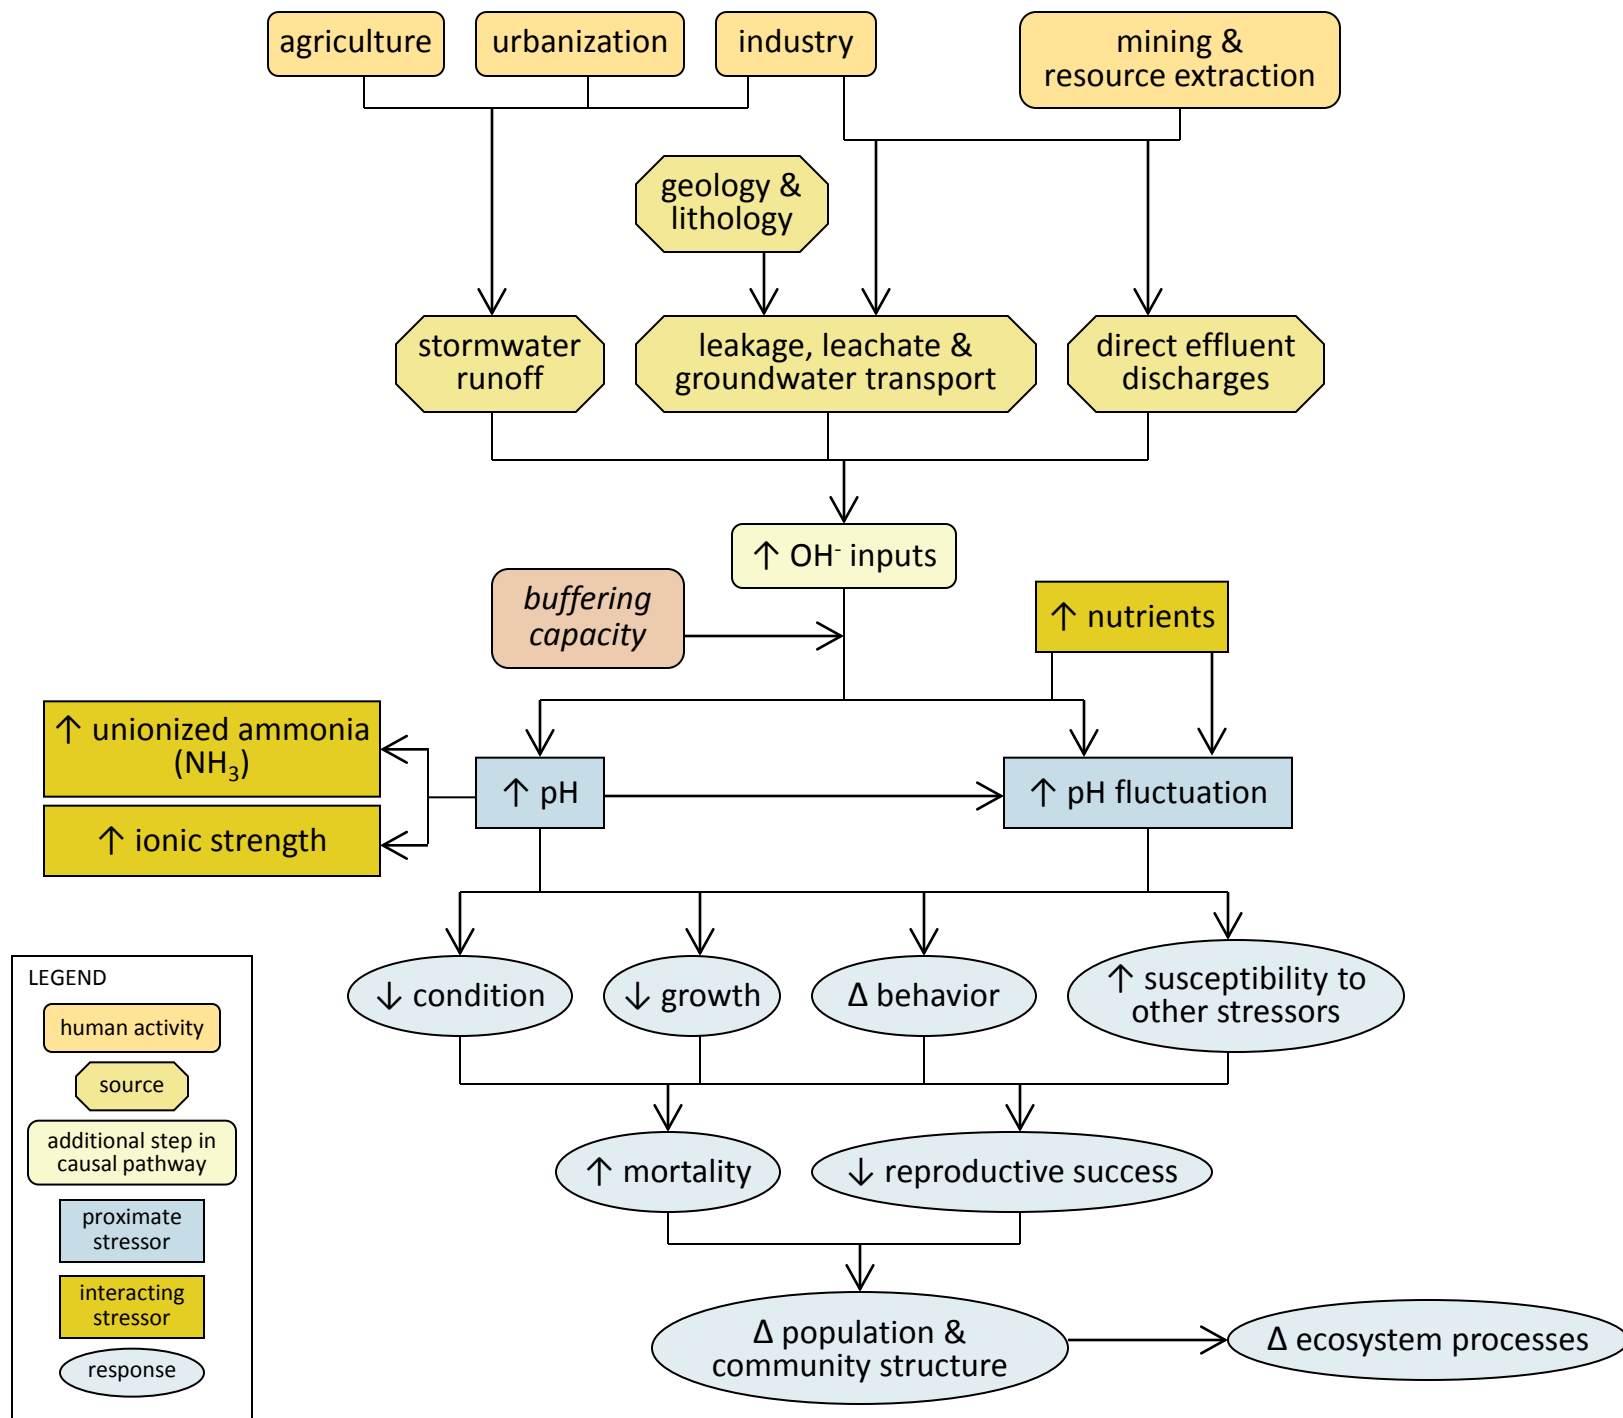 agriculture
urbanization
industry
mining &
resource extraction
geology &
lithology
stormwater
runoff
leakage, leachate &
groundwater transport
direct effluent
discharges
↑ OH⁻ inputs
buffering
capacity
↑ nutrients
↑ unionized ammonia
(NH₃)
↑ pH
↑ pH fluctuation
↑ ionic strength
↓ condition
↓ growth
Δ behavior
↑ susceptibility to
other stressors
↑ mortality
↓ reproductive success
Δ population &
community structure
Δ ecosystem processes
LEGEND
human activity
source
additional step in
causal pathway
proximate
stressor
interacting
stressor
response